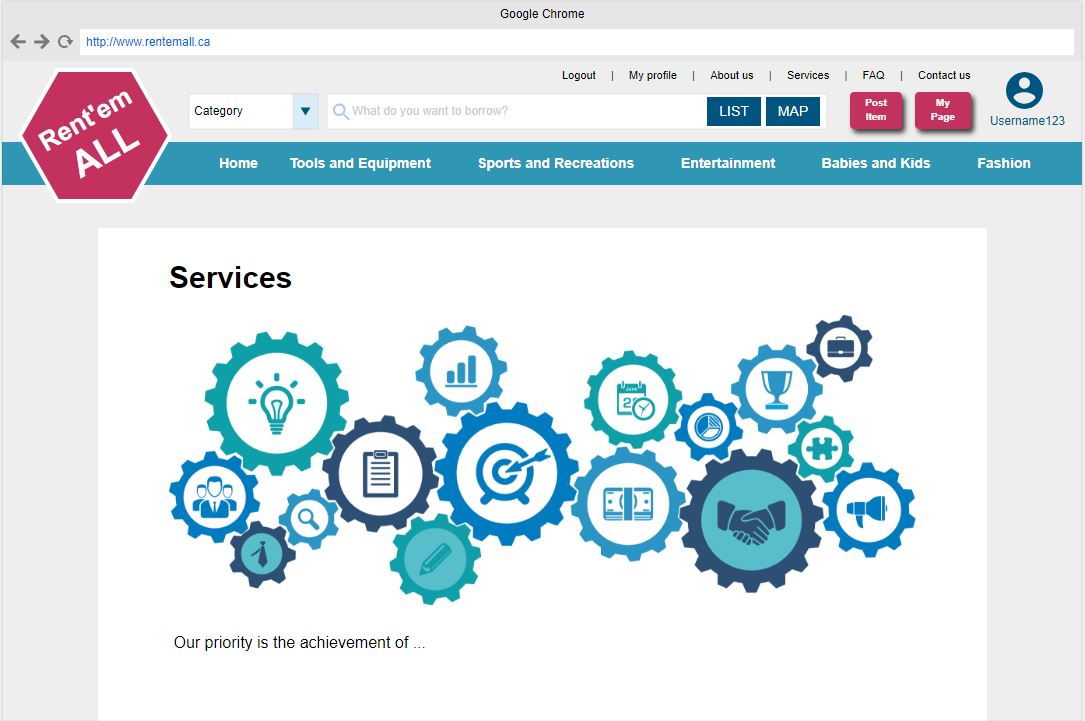 Google Chrome
http://www.rentemall.ca
Logout | My profile | About us | Services | FAQ | Contact us
Rent'em
ALL
Category
What do you want to borrow?
LIST
MAP
Post
Item
My
Page
Username123
Home Tools and Equipment Sports and Recreations Entertainment Babies and Kids Fashion
Services
Our priority is the achievement of ...